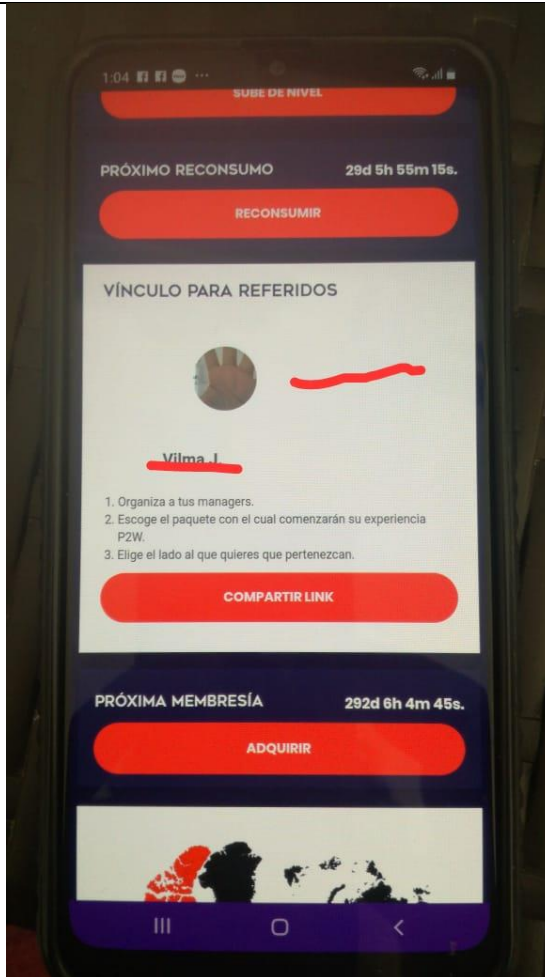 1:04
SUBE DE NIVEL
PRÓXIMO RECONSUMO 29d 5h 55m 15s.
RECONSUMIR
VÍNCULO PARA REFERIDOS
Vilma J.
1. Organiza a tus managers.
2. Escoge el paquete con el cual comenzarán su experiencia
P2W.
3. Elige el lado al que quieres que pertenezcan.
COMPARTIR LINK
PRÓXIMA MEMBRESÍA 292d 6h 4m 45s.
ADQUIRIR